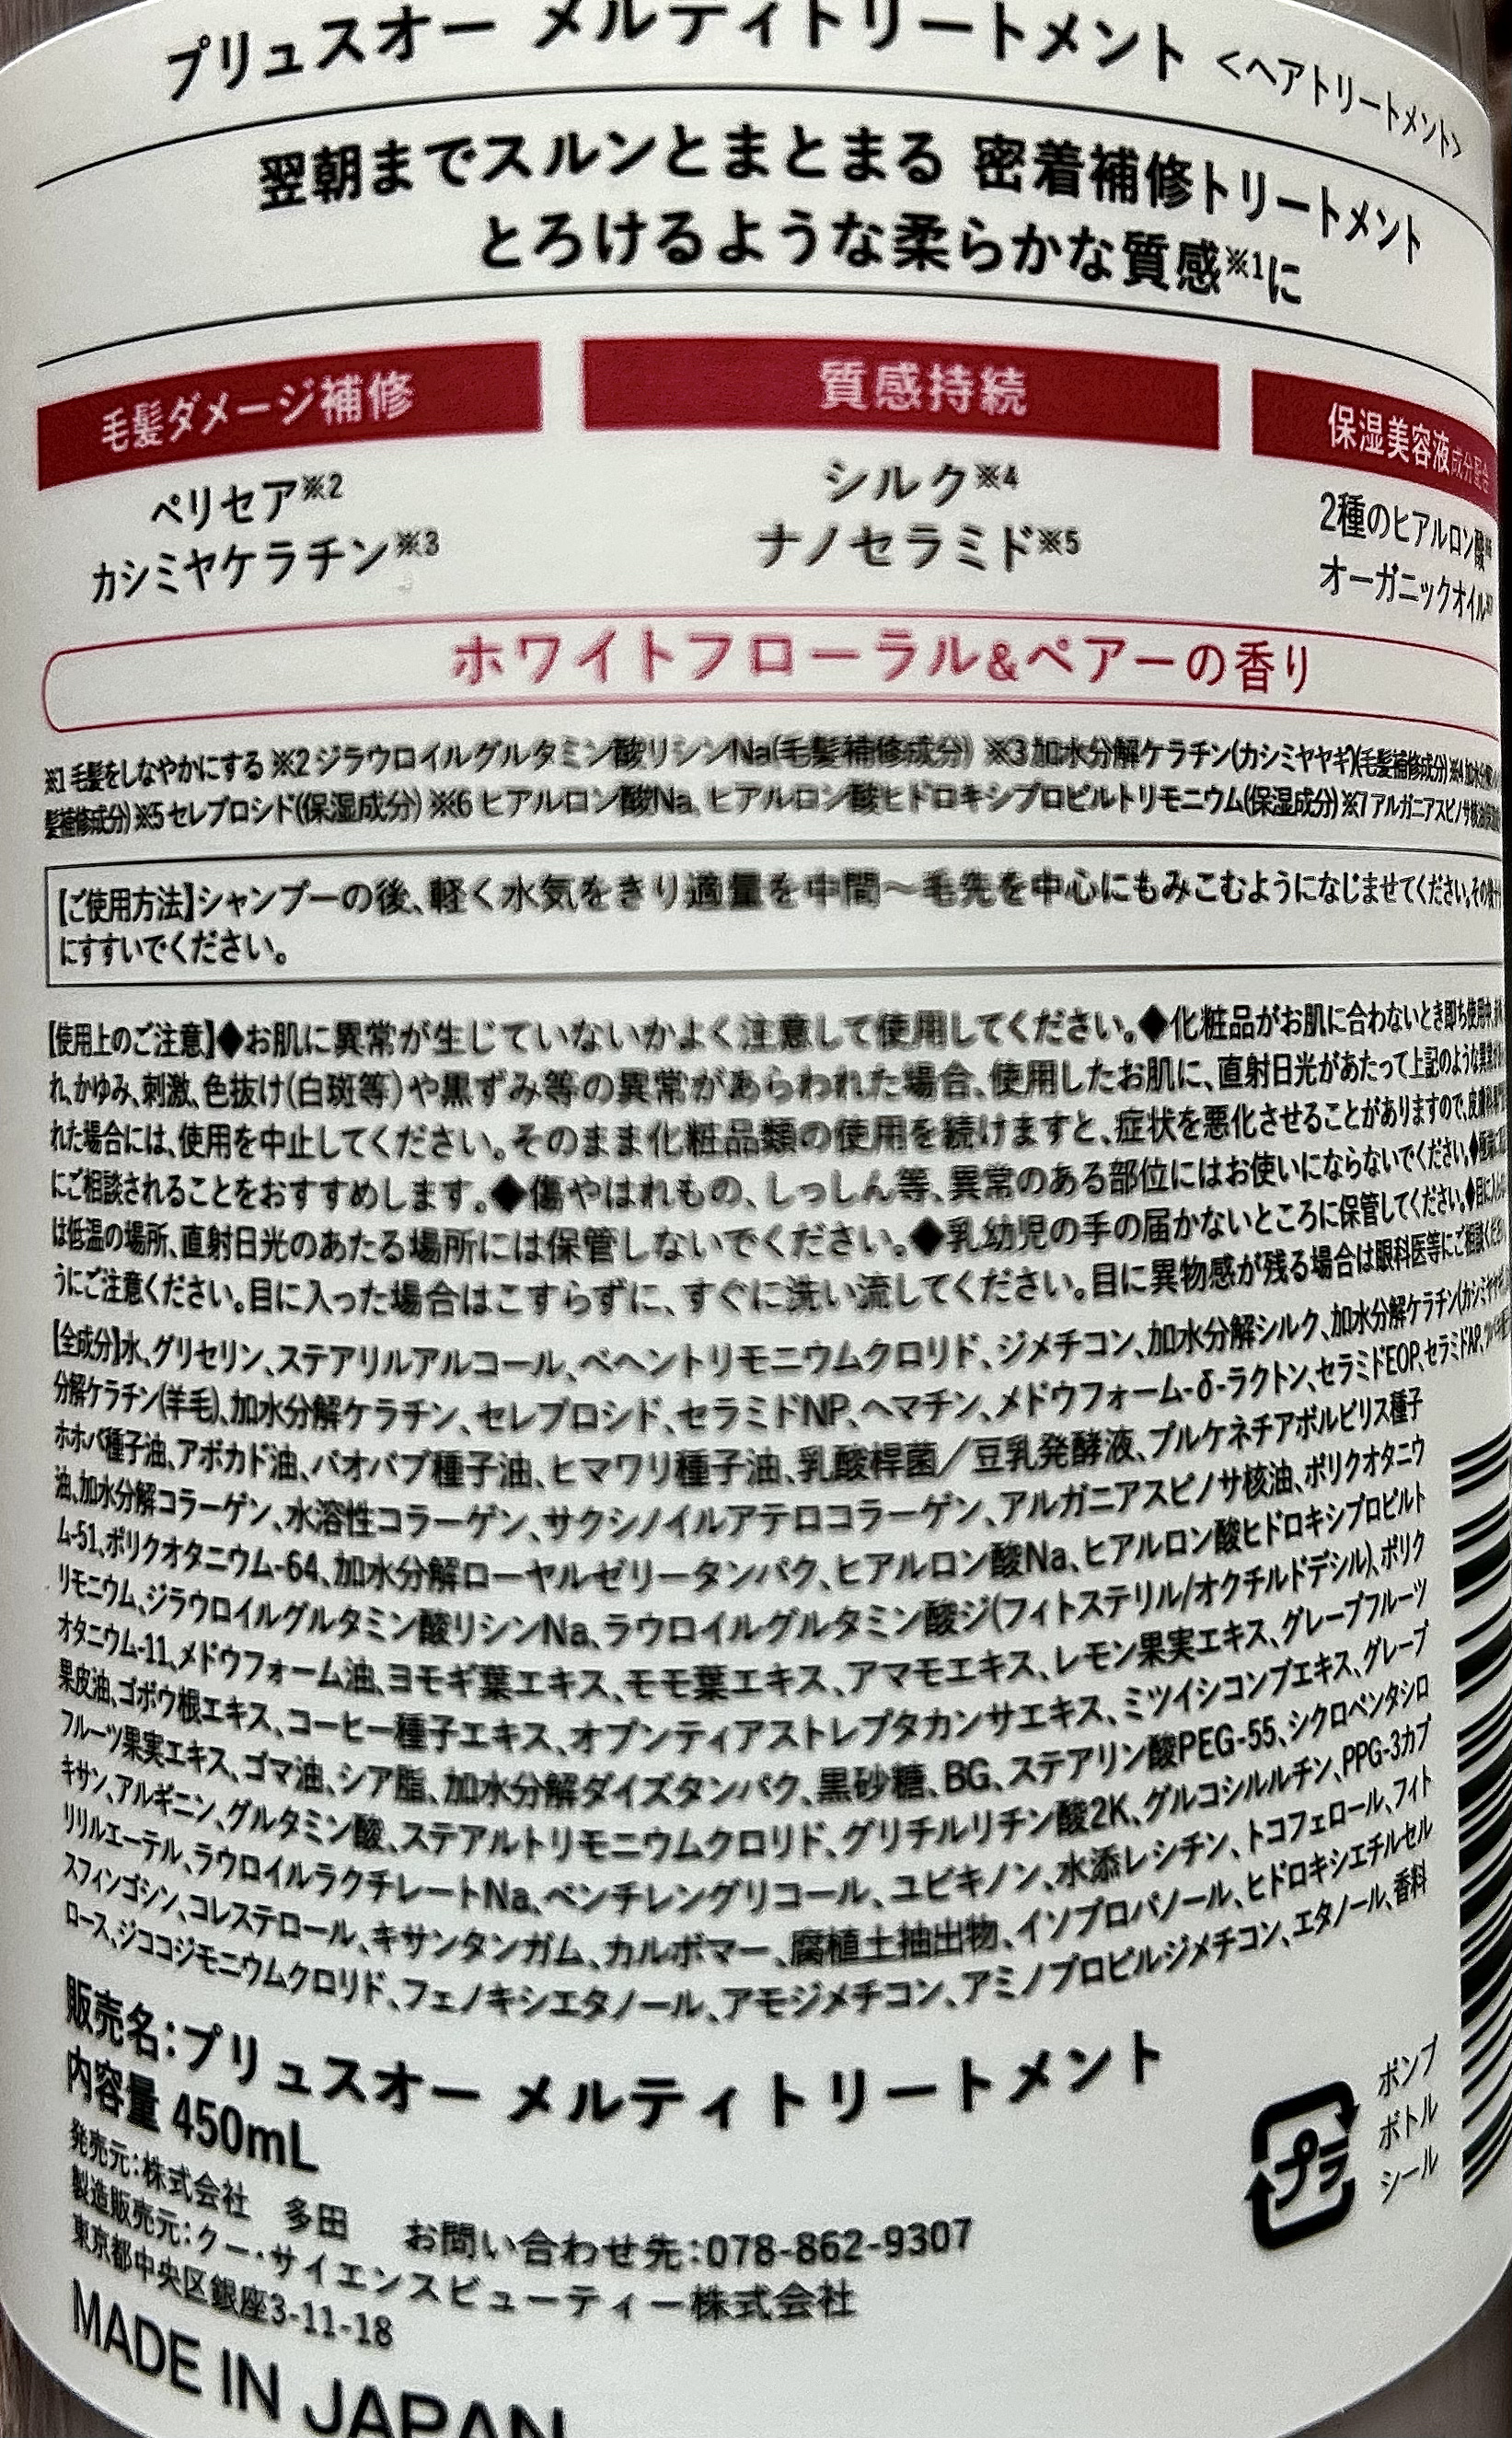 プリュスオー メルティトリートメント <ヘアトリートメント>
翌朝までスルンとまとまる 密着補修トリートメント
とろけるような柔らかな質感※1に
毛髪ダメージ補修
ペリセア※2
カシミヤケラチン※3
質感持続
シルク※4
ナノセラミド※5
保湿美容液成分配合
2種のヒアルロン酸※6
オーガニックオイル※7
ホワイトフローラル&ペアーの香り
※1 毛髪をしなやかにする ※2 ジラウロイルグルタミン酸リシンNa(毛髪補修成分) ※3 加水分解ケラチン(カシミヤヤギ)(毛髪補修成分) ※4
髪補修成分) ※5 セレブロシド(保湿成分) ※6 ヒアルロン酸Na、ヒアルロン酸ヒドロキシプロピルトリモニウム(保湿成分) ※7 アルガニアスピノサ核油
【ご使用方法】シャンプーの後、軽く水気をきり適量を中間～毛先を中心にもみこむようになじませてください。その後
にすすいでください。
【使用上のご注意】◆お肌に異常が生じていないかよく注意して使用してください。◆化粧品がお肌に合わないとき即ち使用中、
れ、かゆみ、刺激、色抜け(白斑等)や黒ずみ等の異常があらわれた場合、使用したお肌に、直射日光があたって上記のような異常が
れた場合には、使用を中止してください。そのまま化粧品類の使用を続けますと、症状を悪化させることがありますので、皮膚科
にご相談されることをおすすめします。◆傷やはれもの、しっしん等、異常のある部位にはお使いにならないでください。◆
は低温の場所、直射日光のあたる場所には保管しないでください。◆乳幼児の手の届かないところに保管してください。◆目に
うにご注意ください。目に入った場合はこすらずに、すぐに洗い流してください。目に異物感が残る場合は眼科医等にご相談ください
【全成分】水、グリセリン、ステアリルアルコール、ベヘントリモニウムクロリド、ジメチコン、加水分解シルク、加水分解ケラチン(カシミヤヤギ)
分解ケラチン(羊毛)、加水分解ケラチン、セレブロシド、セラミドNP、ヘマチン、メドウフォーム-δ-ラクトン、セラミドEOP、セラミドAP、
ホホバ種子油、アボカド油、バオバブ種子油、ヒマワリ種子油、乳酸桿菌／豆乳発酵液、プルケネチアボルビリス種子
油、加水分解コラーゲン、水溶性コラーゲン、サクシノイルアテロコラーゲン、アルガニアスピノサ核油、ポリクオタニウ
ム-51、ポリクオタニウム-64、加水分解ローヤルゼリータンパク、ヒアルロン酸Na、ヒアルロン酸ヒドロキシプロピルト
リモニウム、ジラウロイルグルタミン酸リシンNa、ラウロイルグルタミン酸ジ(フィトステリル/オクチルドデシル)、ポリク
オタニウム-11、メドウフォーム油、ヨモギ葉エキス、モモ葉エキス、アマモエキス、レモン果実エキス、グレープフルーツ
果皮油、ゴボウ根エキス、コーヒー種子エキス、オプンティアストレプタカンサエキス、ミツイシコンブエキス、グレープ
フルーツ果実エキス、ゴマ油、シア脂、加水分解ダイズタンパク、黒砂糖、BG、ステアリン酸PEG-55、シクロペンタシロ
キサン、アルギニン、グルタミン酸、ステアルトリモニウムクロリド、グリチルリチン酸2K、グルコシルルチン、PPG-3カプ
リリルエーテル、ラウロイルラクチレートNa、ペンチレングリコール、ユビキノン、水添レシチン、トコフェロール、フィト
スフィンゴシン、コレステロール、キサンタンガム、カルボマー、腐植土抽出物、イソプロパノール、ヒドロキシエチルセル
ロース、ジココジモニウムクロリド、フェノキシエタノール、アモジメチコン、アミノプロピルジメチコン、エタノール、香料
販売名：プリュスオー メルティトリートメント
内容量 450mL
発売元：株式会社　多田　お問い合わせ先：078-862-9307
製造販売元：クー・サイエンスビューティー株式会社
東京都中央区銀座3-11-18
MADE IN JAPAN
プラ
ポンプ
ボトル
シール